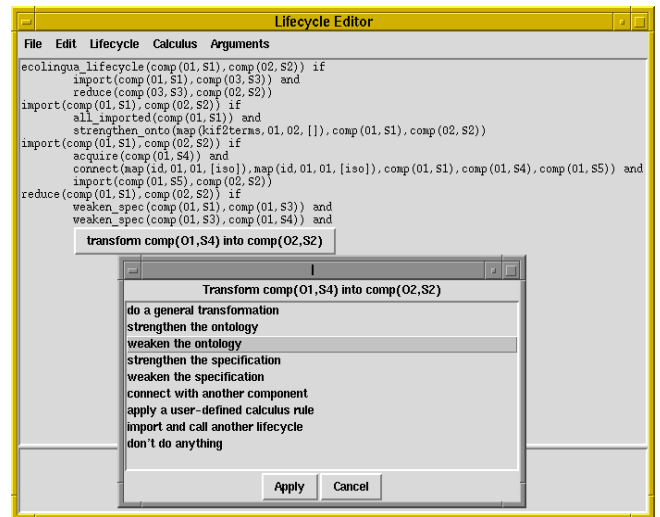 Lifecycle Editor
File Edit Lifecycle Calculus Arguments
ecolingua_lifecycle(comp(O1,S1),comp(O2,S2)) if
import(comp(O1,S1),comp(O3,S3)) and
reduce(comp(O3,S3),comp(O2,S2))
import(comp(O1,S1),comp(O2,S2)) if
all_imported(comp(O1,S1)) and
strengthen_onto(map(kif2terms,O1,O2,[]),comp(O1,S1),comp(O2,S2))
import(comp(O1,S1),comp(O2,S2)) if
acquire(comp(O1,S4)) and
connect(map(id,O1,O1,[iso]),map(id,O1,O1,[iso]),comp(O1,S1),comp(O1,S4),comp(O1,S5)) and
import(comp(O1,S5),comp(O2,S2))
reduce(comp(O1,S1),comp(O2,S2)) if
weaken_spec(comp(O1,S1),comp(O1,S3)) and
weaken_spec(comp(O1,S3),comp(O1,S4)) and
transform comp(O1,S4) into comp(O2,S2)
Transform comp(O1,S4) into comp(O2,S2)
do a general transformation
strengthen the ontology
weaken the ontology
strengthen the specification
weaken the specification
connect with another component
apply a user-defined calculus rule
import and call another lifecycle
don't do anything
Apply Cancel